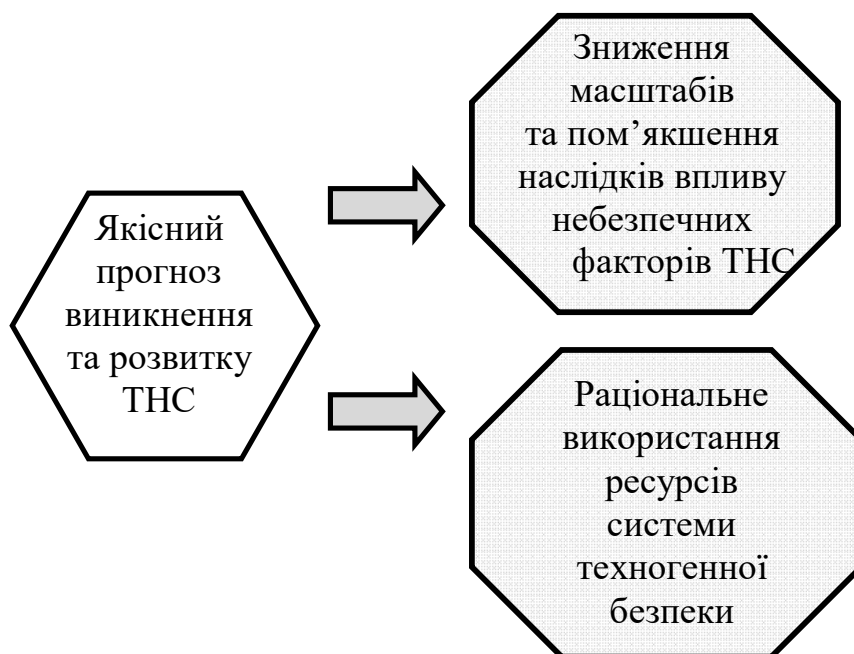 Якісний
прогноз
виникнення
та розвитку
ТНС
Зниження
масштабів
та пом’якшення
наслідків впливу
небезпечних
факторів ТНС
Раціональне
використання
ресурсів
системи
техногенної
безпеки